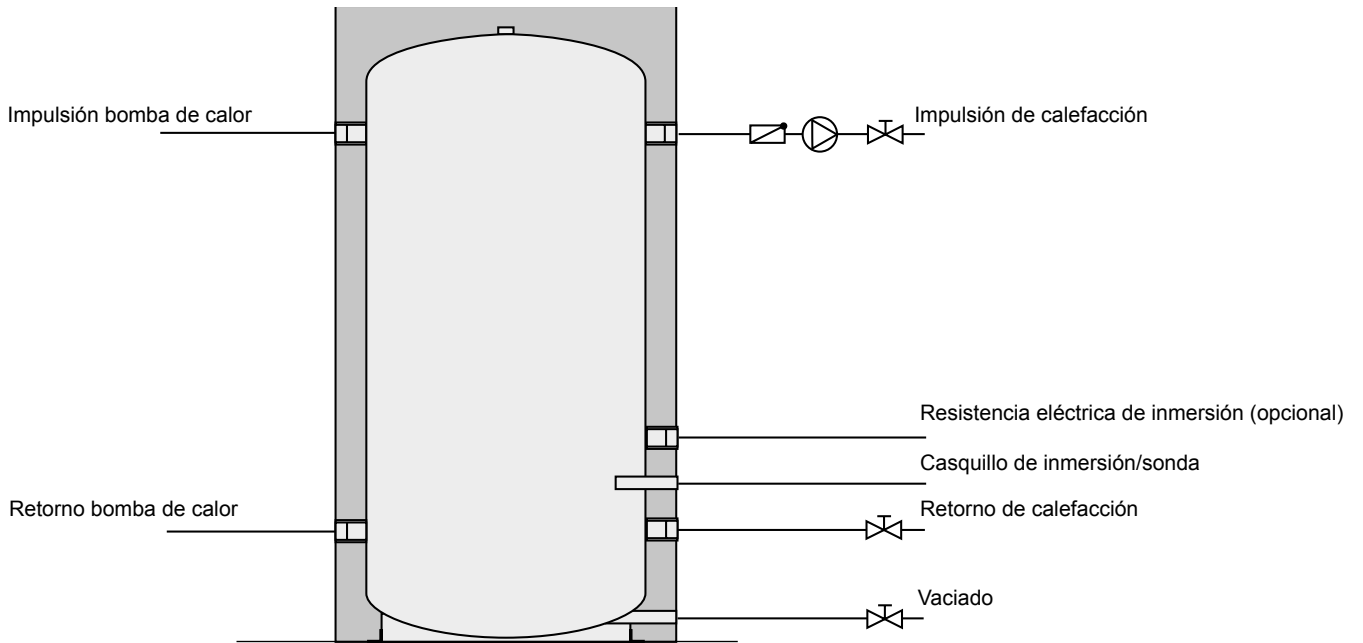 Impulsión bomba de calor
Impulsión de calefacción
Resistencia eléctrica de inmersión (opcional)
Casquillo de inmersión/sonda
Retorno bomba de calor
Retorno de calefacción
Vaciado